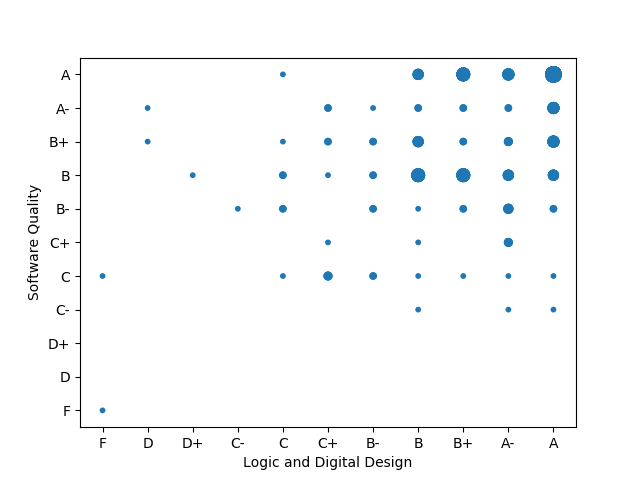 Software Quality
A
A-
B+
B
B-
C+
C
C-
D+
D
F
F D D+ C- C C+ B- B B+ A- A
Logic and Digital Design